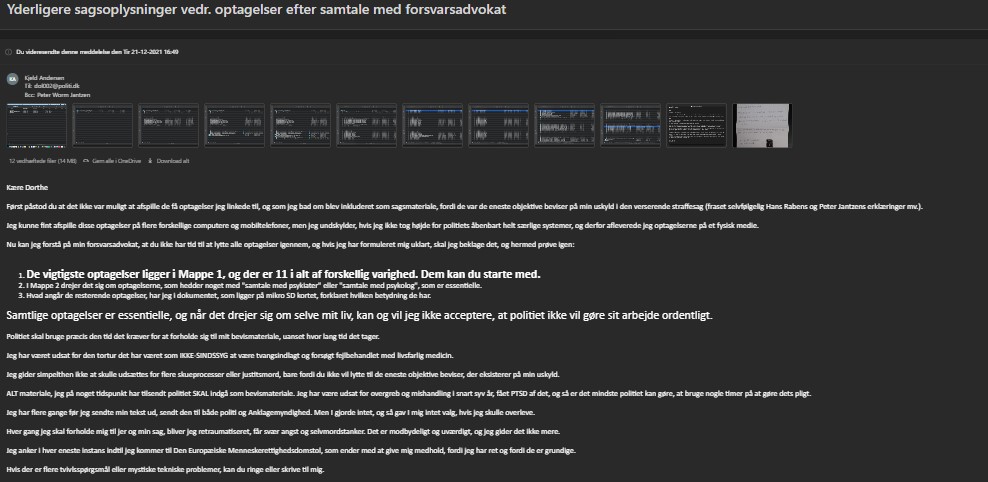 Yderligere sagsoplysninger vedr. optagelser efter samtale med forsvarsadvokat
Du videresendte denne meddelelse den Tir 21-12-2021 16:49
KA
Kjeld Andersen
Til: dol002@politi.dk
Bcc: Peter Worm Jantzen
12 vedhæftede filer (14 MB) Gem alle i OneDrive Download alt
Kære Dorthe
Først påstod du at det ikke var muligt at afspille de få optagelser jeg linkede til, og som jeg bad om blev inkluderet som sagsmateriale, fordi de var de eneste objektive beviser på min uskyld i den verserende straffesag (fraset selvfølgelig Hans Rabens og Peter Jantzens erklæringer mv.).
Jeg kunne fint afspille disse optagelser på flere forskellige computere og mobiltelefoner, men jeg undskylder, hvis jeg ikke tog højde for politiets åbenbart helt særlige systemer, og derfor afleverede jeg optagelserne på et fysisk medie.
Nu kan jeg forstå på min forsvarsadvokat, at du ikke har tid til at lytte alle optagelser igennem, og hvis jeg har formuleret mig uklart, skal jeg beklage det, og hermed prøve igen:
1. De vigtigste optagelser ligger i Mappe 1, og der er 11 i alt af forskellig varighed. Dem kan du starte med.
2. I Mappe 2 drejer det sig om optagelserne, som hedder noget med "samtale med psykiater" eller "samtale med psykolog", som er essentielle.
3. Hvad angår de resterende optagelser, har jeg i dokumentet, som ligger på mikro SD kortet, forklaret hvilken betydning de har.
Samtlige optagelser er essentielle, og når det drejer sig om selve mit liv, kan og vil jeg ikke acceptere, at politiet ikke vil gøre sit arbejde ordentligt.
Politiet skal bruge præcis den tid det kræver for at forholde sig til mit bevismateriale, uanset hvor lang tid det tager.
Jeg har været udsat for den tortur det har været som IKKE-SINDSSYG at være tvangsindlagt og forsøgt fejlbehandlet med livsfarlig medicin.
Jeg gider simpelthen ikke at skulle udsættes for flere skueprocesser eller justitsmord, bare fordi du ikke vil lytte til de eneste objektive beviser, der eksisterer på min uskyld.
ALT materiale, jeg på noget tidspunkt har tilsendt politiet SKAL indgå som bevismateriale. Jeg har været udsat for overgreb og mishandling i snart syv år, fået PTSD af det, og så er det mindste politiet kan gøre, at bruge nogle timer på at gøre dets pligt.
Jeg har flere gange før jeg sendte min tekst ud, sendt den til både politi og Anklagemyndighed. Men I gjorde intet, og så gav I mig intet valg, hvis jeg skulle overleve.
Hver gang jeg skal forholde mig til jer og min sag, bliver jeg retraumatiseret, får svær angst og selvmordstanker. Det er modbydeligt og uværdigt, og jeg gider det ikke mere.
Jeg anker i hver eneste instans indtil jeg kommer til Den Europæiske Menneskerettighedsdomstol, som ender med at give mig medhold, fordi jeg har ret og fordi de er grundige.
Hvis der er flere tvivlsspørgsmål eller mystiske tekniske problemer, kan du ringe eller skrive til mig.